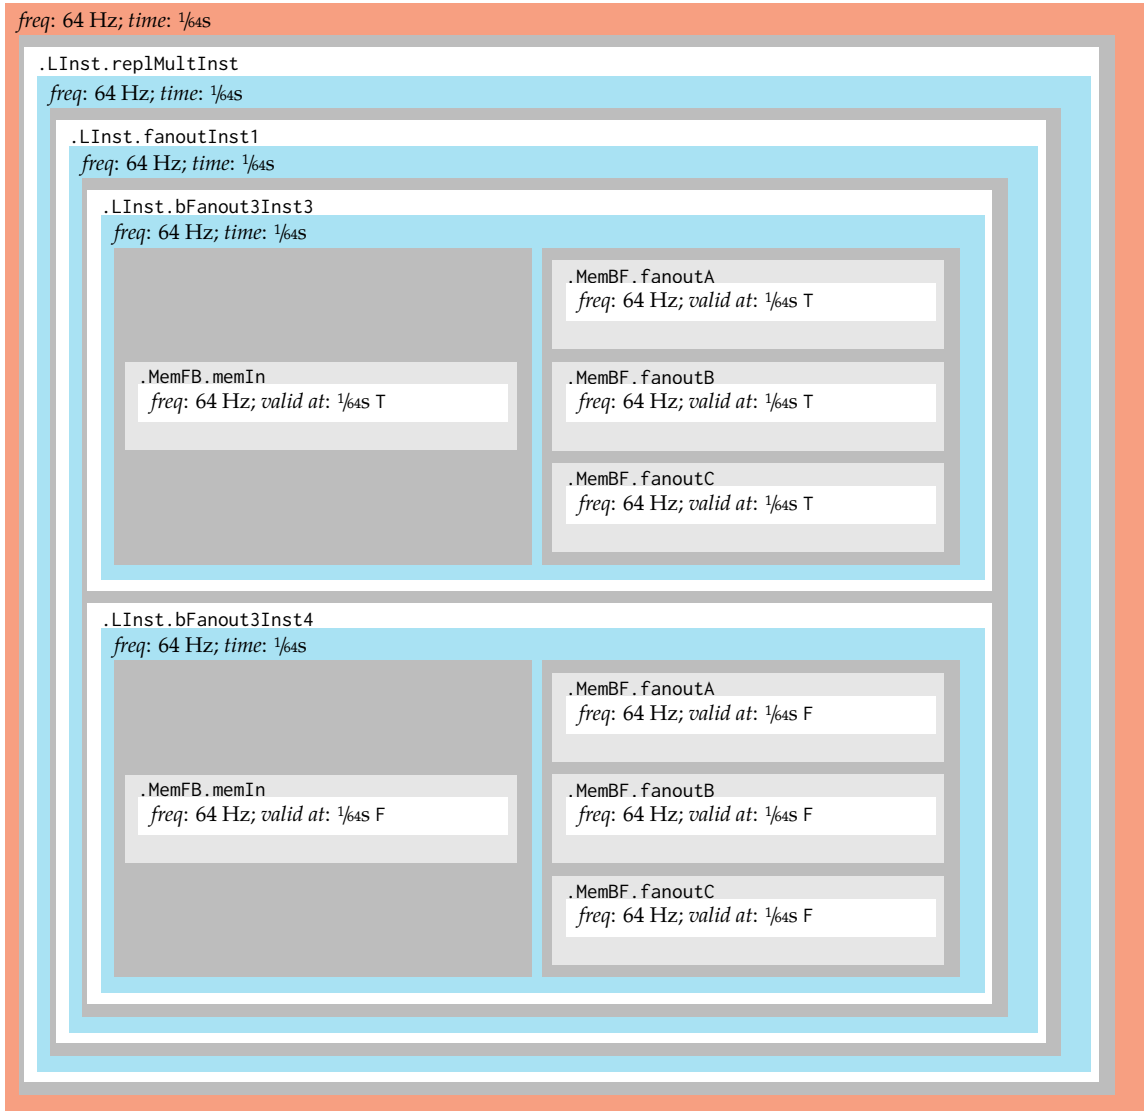 freq: 64 Hz; time: 1/64s
.LInst.replMultInst
freq: 64 Hz; time: 1/64s
.LInst.fanoutInst1
freq: 64 Hz; time: 1/64s
.LInst.bFanout3Inst3
freq: 64 Hz; time: 1/64s
.MemFB.memIn
freq: 64 Hz; valid at: 1/64s T
.MemBF.fanoutA
freq: 64 Hz; valid at: 1/64s T
.MemBF.fanoutB
freq: 64 Hz; valid at: 1/64s T
.MemBF.fanoutC
freq: 64 Hz; valid at: 1/64s T
.LInst.bFanout3Inst4
freq: 64 Hz; time: 1/64s
.MemFB.memIn
freq: 64 Hz; valid at: 1/64s F
.MemBF.fanoutA
freq: 64 Hz; valid at: 1/64s F
.MemBF.fanoutB
freq: 64 Hz; valid at: 1/64s F
.MemBF.fanoutC
freq: 64 Hz; valid at: 1/64s F